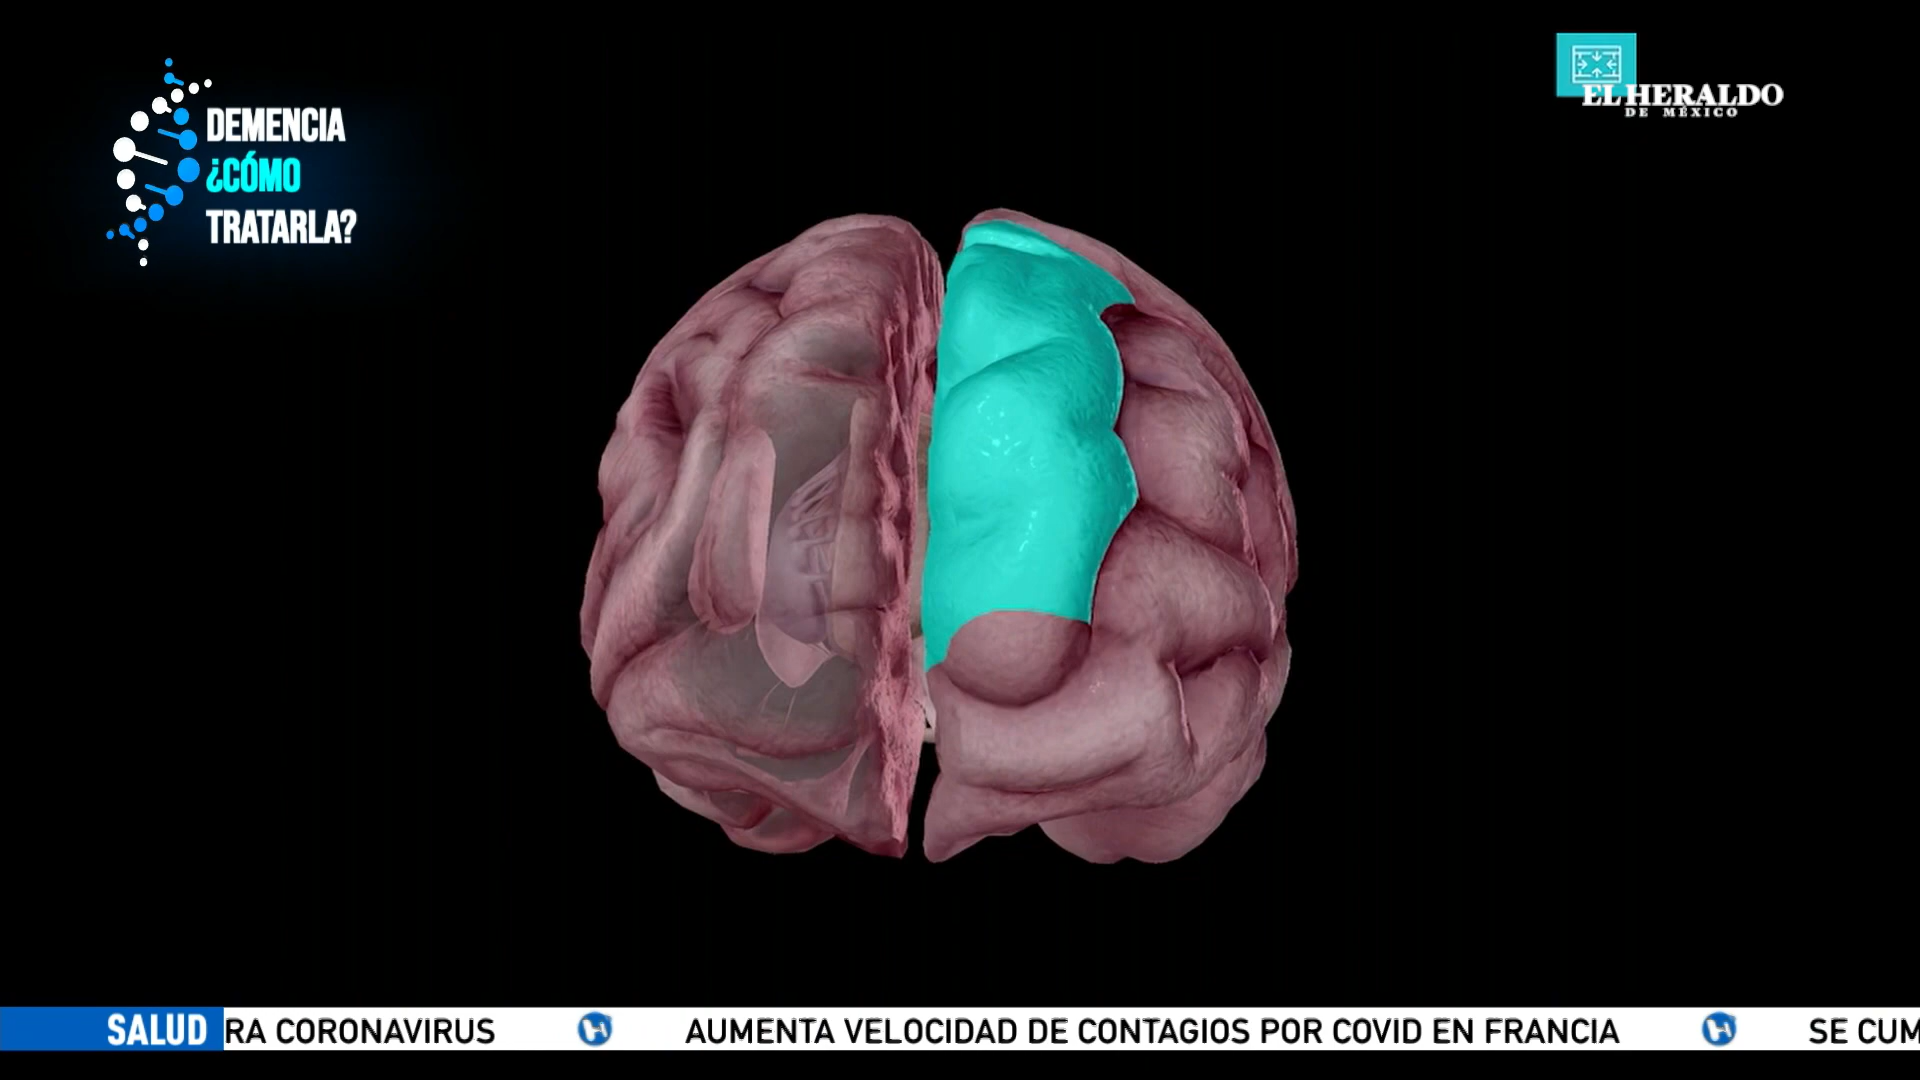 DEMENCIA
¿CÓMO
TRATARLA?
EL HERALDO
DE MÉXICO
SALUD
RA CORONAVIRUS
AUMENTA VELOCIDAD DE CONTAGIOS POR COVID EN FRANCIA
SE CUM